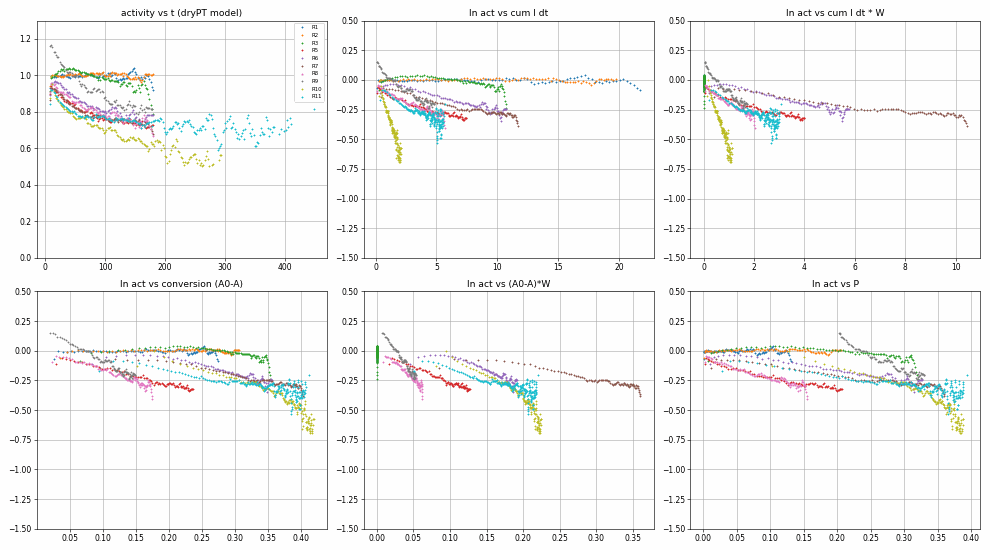 activity vs t (dryPT model)
1.2
1.0
0.8
0.6
0.4
0.2
0.0
0 100 200 300 400
R1
R2
R3
R5
R6
R7
R8
R9
R10
R11
ln act vs cum I dt
0.50
0.25
0.00
−0.25
−0.50
−0.75
−1.00
−1.25
−1.50
0 5 10 15 20
ln act vs cum I dt * W
0.50
0.25
0.00
−0.25
−0.50
−0.75
−1.00
−1.25
−1.50
0 2 4 6 8 10
ln act vs conversion (A0-A)
0.50
0.25
0.00
−0.25
−0.50
−0.75
−1.00
−1.25
−1.50
0.05 0.10 0.15 0.20 0.25 0.30 0.35 0.40
ln act vs (A0-A)*W
0.50
0.25
0.00
−0.25
−0.50
−0.75
−1.00
−1.25
−1.50
0.00 0.05 0.10 0.15 0.20 0.25 0.30 0.35
ln act vs P
0.50
0.25
0.00
−0.25
−0.50
−0.75
−1.00
−1.25
−1.50
0.00 0.05 0.10 0.15 0.20 0.25 0.30 0.35 0.40